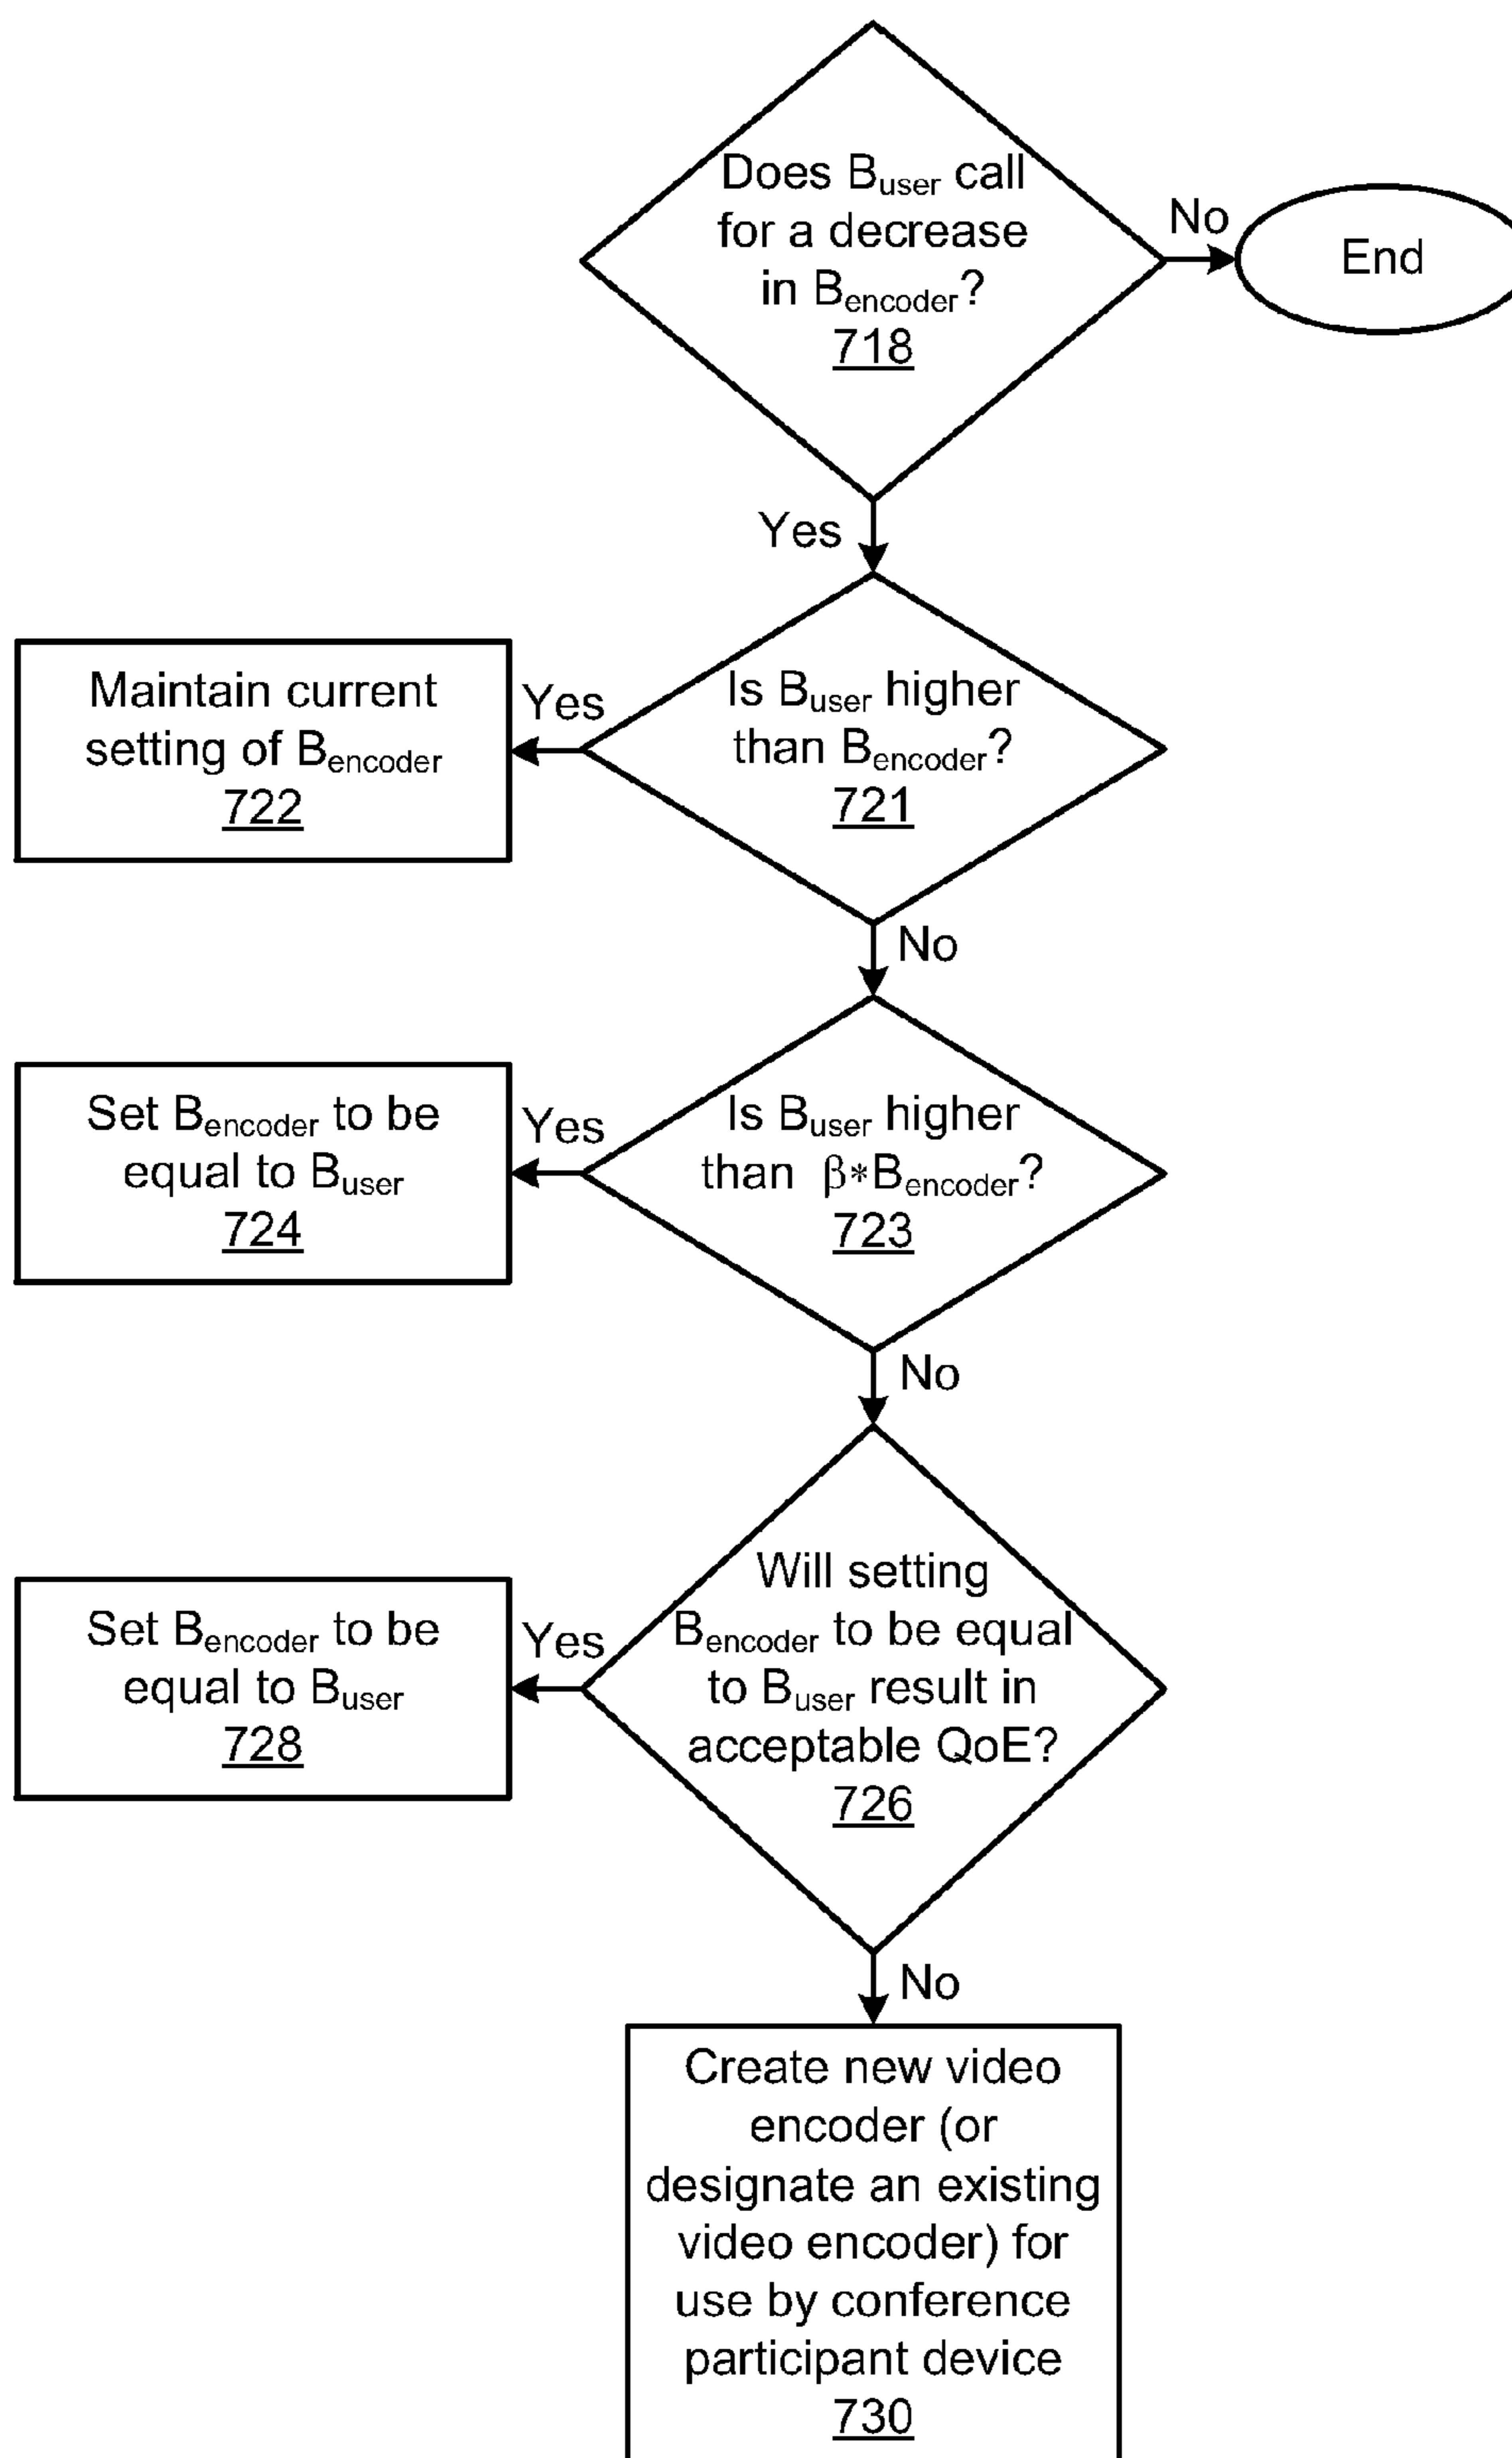 Does Buser call
for a decrease
in Bencoder?
718
No
End
Yes
Is Buser higher
than Bencoder?
721
Yes
Maintain current
setting of Bencoder
722
No
Is Buser higher
than β*Bencoder?
723
Yes
Set Bencoder to be
equal to Buser
724
No
Will setting
Bencoder to be equal
to Buser result in
acceptable QoE?
726
Yes
Set Bencoder to be
equal to Buser
728
No
Create new video
encoder (or
designate an existing
video encoder) for
use by conference
participant device
730